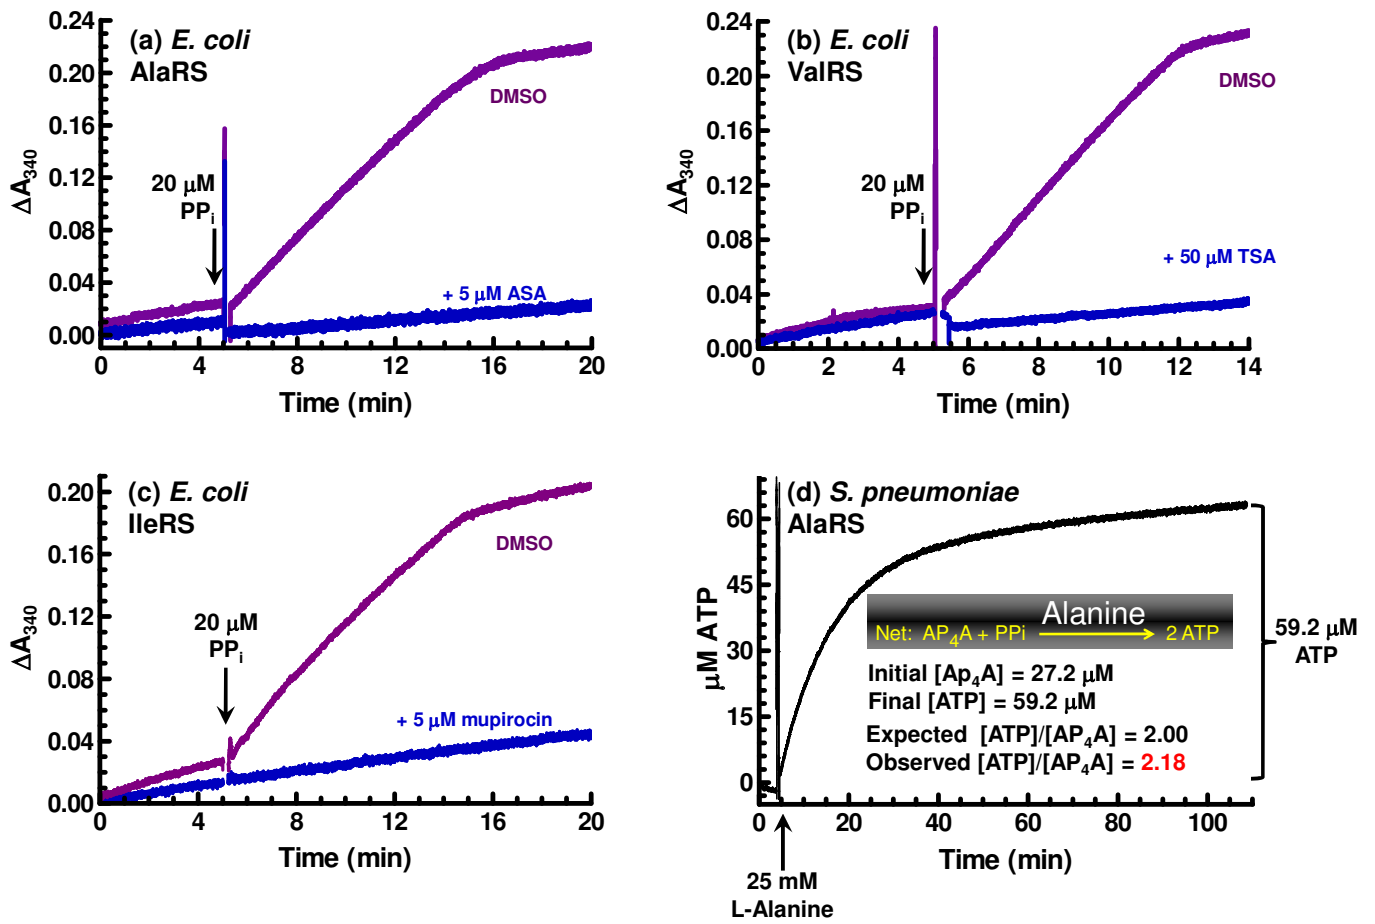 (a) E. coli
AlaRS
0.24
0.20
0.16
0.12
0.08
0.04
0.00
ΔA₃₄₀
DMSO
20 μM
PPᵢ
+ 5 μM ASA
0 4 8 12 16 20
Time (min)
(b) E. coli
ValRS
0.24
0.20
0.16
0.12
0.08
0.04
0.00
ΔA₃₄₀
DMSO
20 μM
PPᵢ
+ 50 μM TSA
0 2 4 6 8 10 12 14
Time (min)
(c) E. coli
IleRS
0.20
0.16
0.12
0.08
0.04
0.00
ΔA₃₄₀
DMSO
20 μM
PPᵢ
+ 5 μM mupirocin
0 4 8 12 16 20
Time (min)
(d) S. pneumoniae
AlaRS
60
45
30
15
0
μM ATP
Alanine
Net: AP₄A + PPi → 2 ATP
Initial [Ap₄A] = 27.2 μM
Final [ATP] = 59.2 μM
Expected [ATP]/[AP₄A] = 2.00
Observed [ATP]/[AP₄A] = 2.18
59.2 μM
ATP
0 20 40 60 80 100
Time (min)
25 mM
L-Alanine